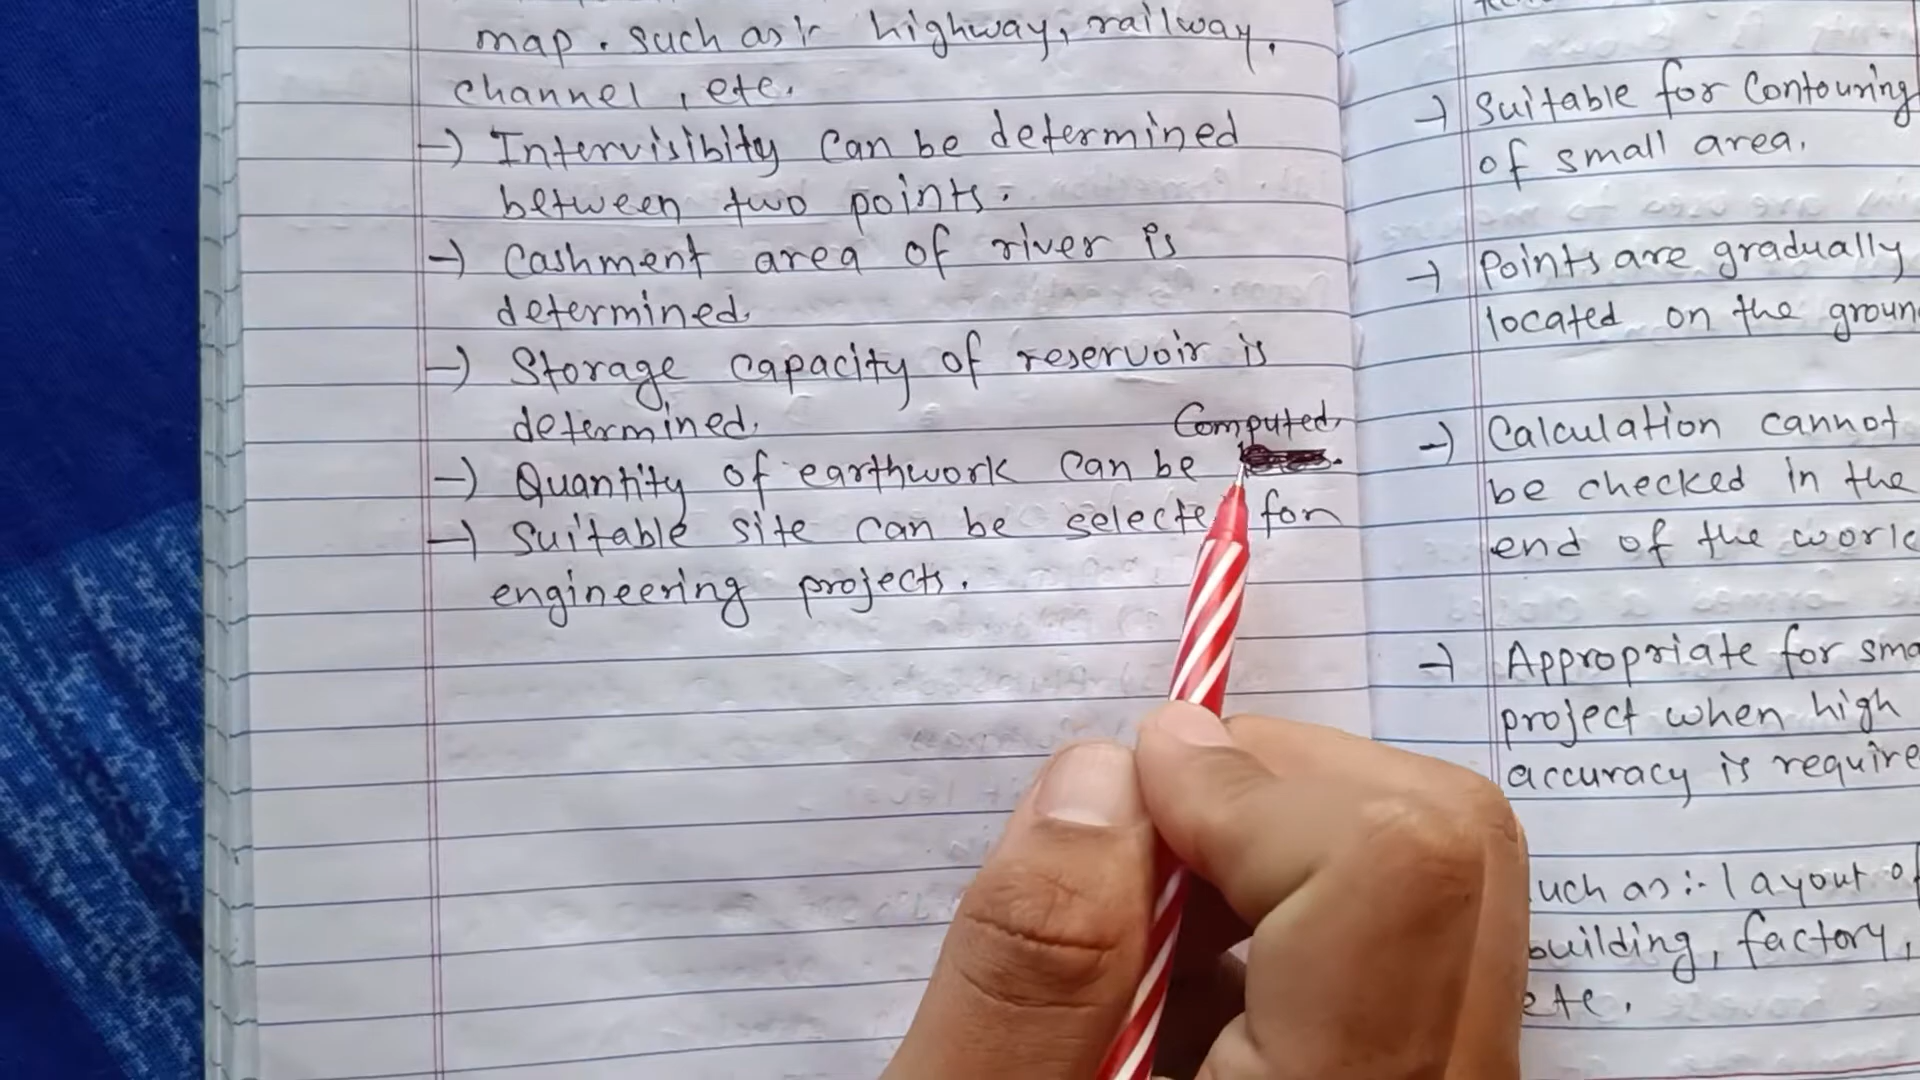 map. such as:- highway, railway,
channel, etc.
→ Intervisibity can be determined
between two points.
→ Cashment area of river is
determined.
→ Storage capacity of reservoir is
determined.
Computed.
→ Quantity of earthwork can be
→ Suitable site can be selected for
engineering projects.
→ Suitable for Contouring
of small area.
→ Points are gradually
located on the groun
→ Calculation cannot
be checked in the
end of the work
→ Appropriate for sma
project when high
accuracy is require
uch as:- layout of
building, factory,
etc.